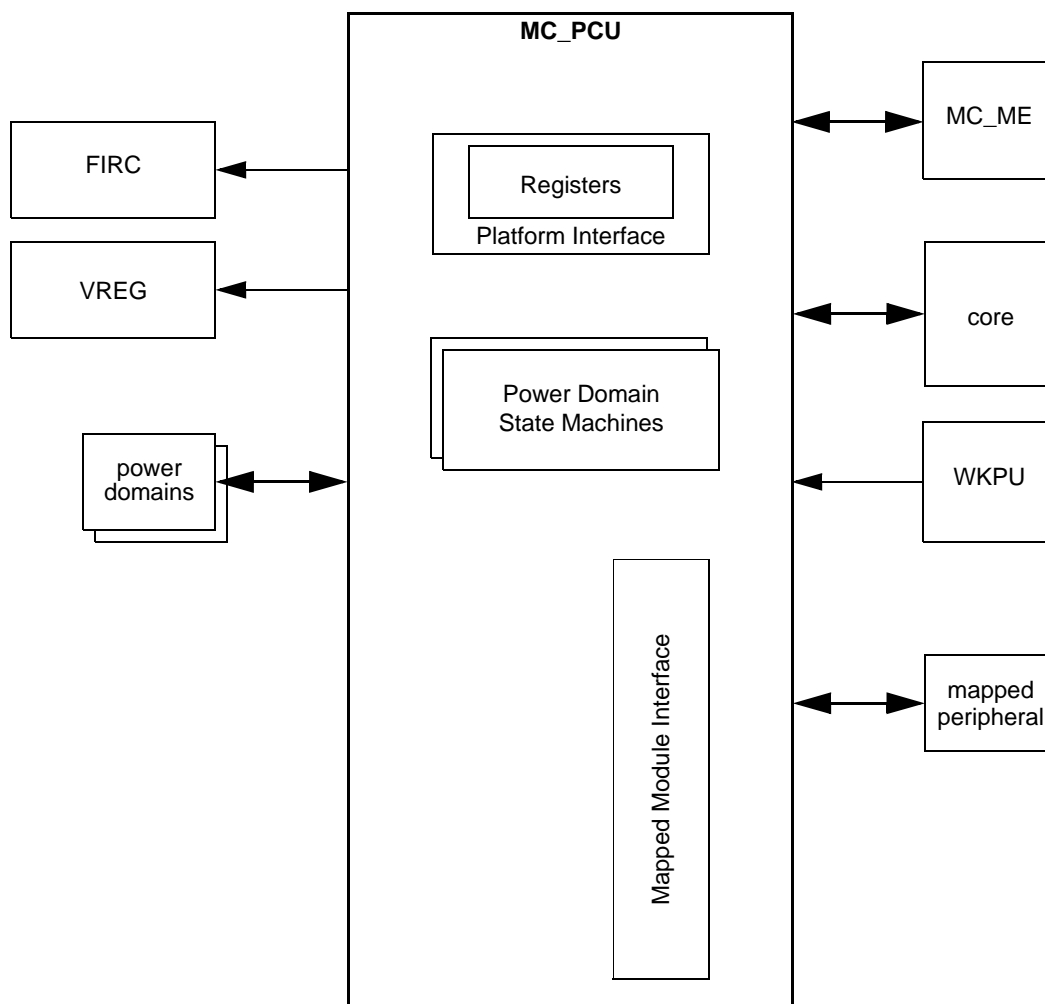 MC_PCU
FIRC
VREG
power
domains
Registers
Platform Interface
Power Domain
State Machines
Mapped Module Interface
MC_ME
core
WKPU
mapped
peripheral